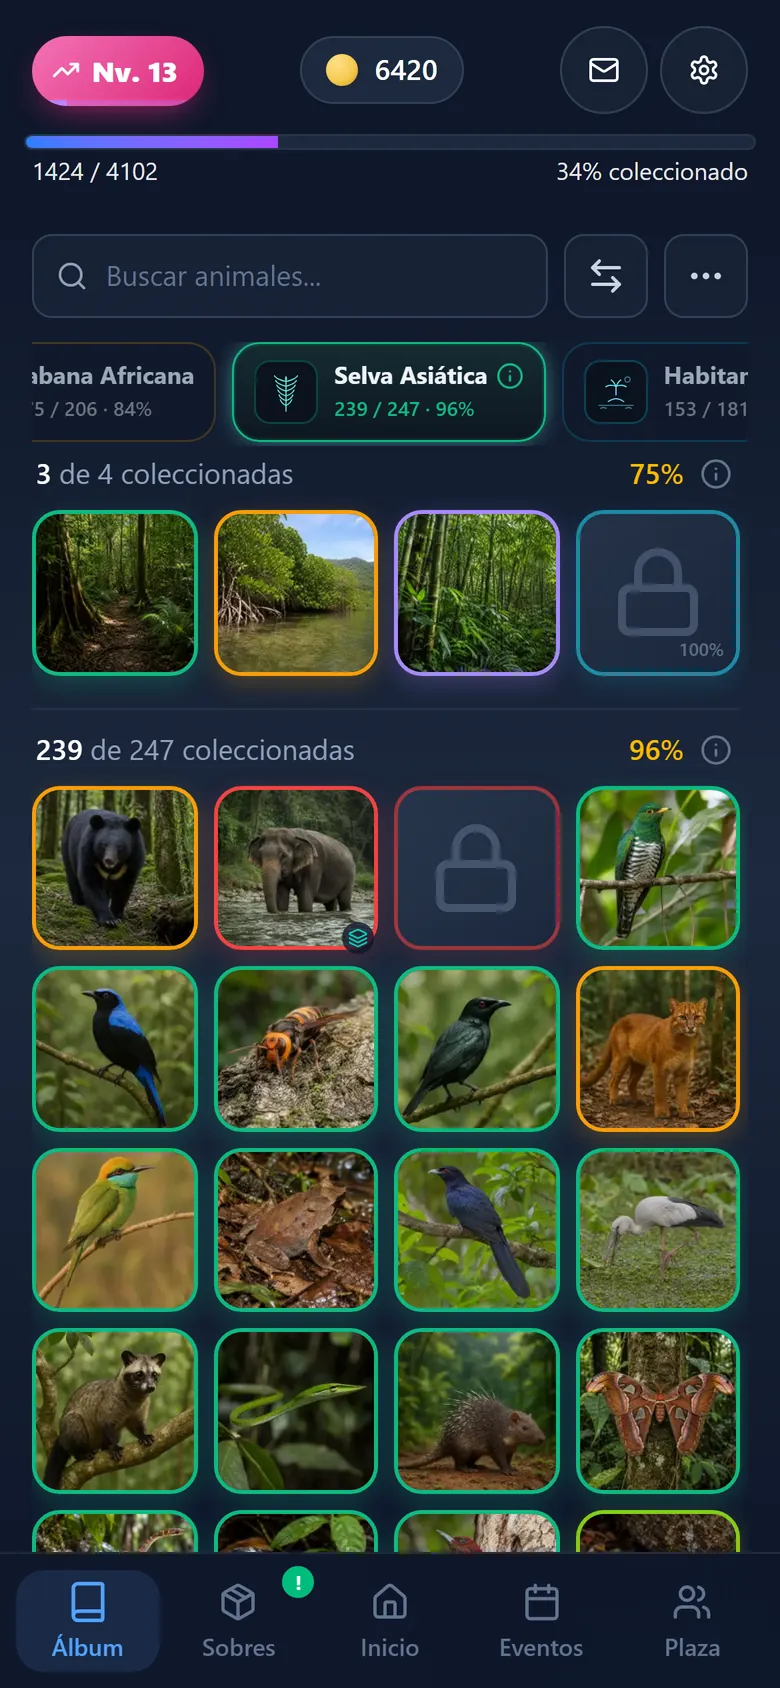 Nv. 13
6420
1424 / 4102
34% coleccionado
Buscar animales...
abana Africana
5 / 206 · 84%
Selva Asiática
239 / 247 · 96%
Habitar
153 / 181
3 de 4 coleccionadas
75%
100%
239 de 247 coleccionadas
96%
!
Álbum
Sobres
Inicio
Eventos
Plaza